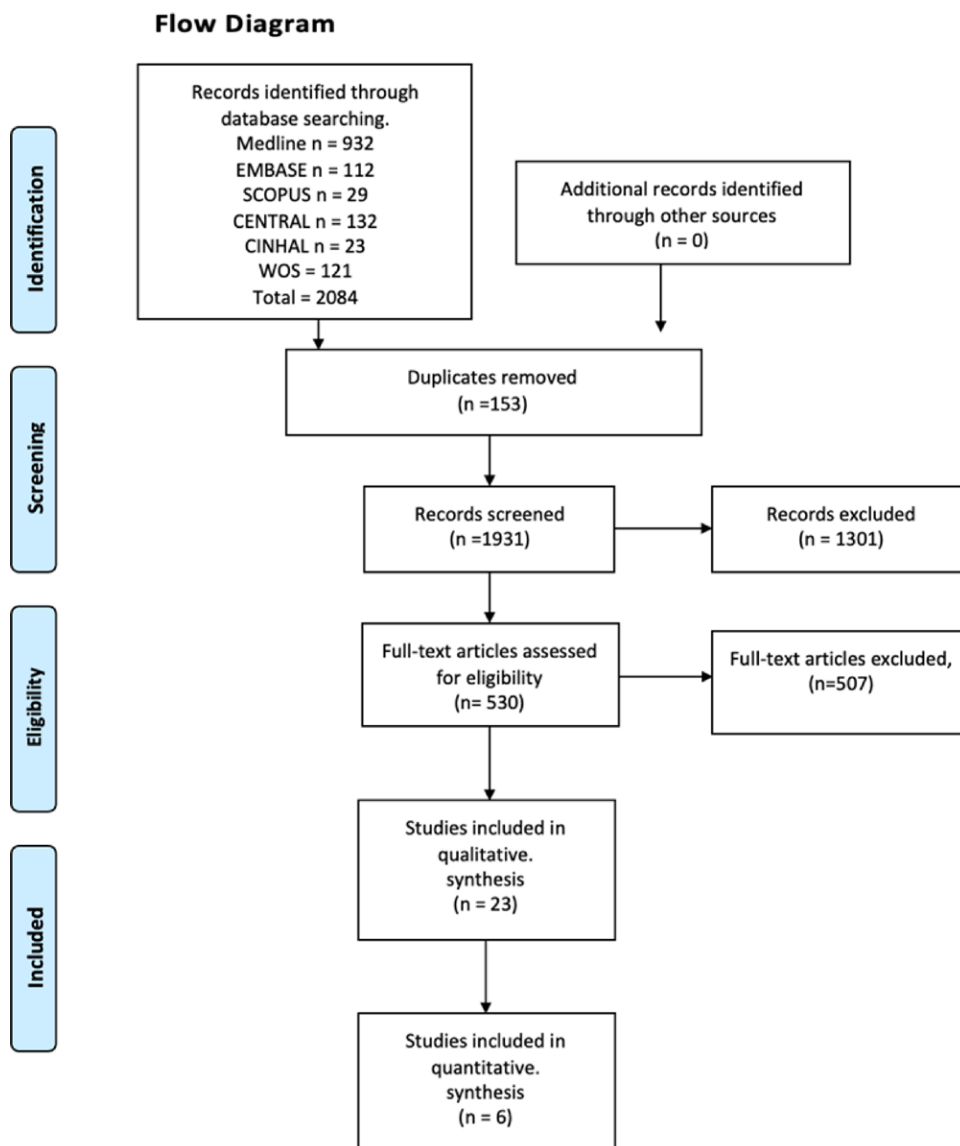 Flow Diagram
Identification
Records identified through
database searching.
Medline n = 932
EMBASE n = 112
SCOPUS n = 29
CENTRAL n = 132
CINHAL n = 23
WOS = 121
Total = 2084
Additional records identified
through other sources
(n = 0)
Screening
Duplicates removed
(n =153)
Records screened
(n =1931)
Records excluded
(n = 1301)
Eligibility
Full-text articles assessed
for eligibility
(n= 530)
Full-text articles excluded,
(n=507)
Included
Studies included in
qualitative.
synthesis
(n = 23)
Studies included in
quantitative.
synthesis
(n = 6)